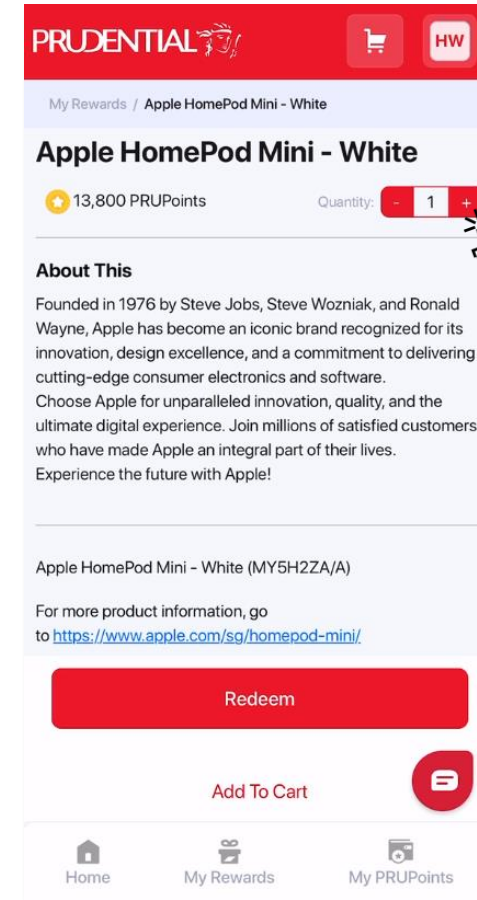 PRUDENTIAL
HW
My Rewards / Apple HomePod Mini - White
Apple HomePod Mini - White
13,800 PRUPoints
Quantity: - 1 +
About This
Founded in 1976 by Steve Jobs, Steve Wozniak, and Ronald
Wayne, Apple has become an iconic brand recognized for its
innovation, design excellence, and a commitment to delivering
cutting-edge consumer electronics and software.
Choose Apple for unparalleled innovation, quality, and the
ultimate digital experience. Join millions of satisfied customers
who have made Apple an integral part of their lives.
Experience the future with Apple!
Apple HomePod Mini - White (MY5H2ZA/A)
For more product information, go
to https://www.apple.com/sg/homepod-mini/
Redeem
Add To Cart
Home
My Rewards
My PRUPoints